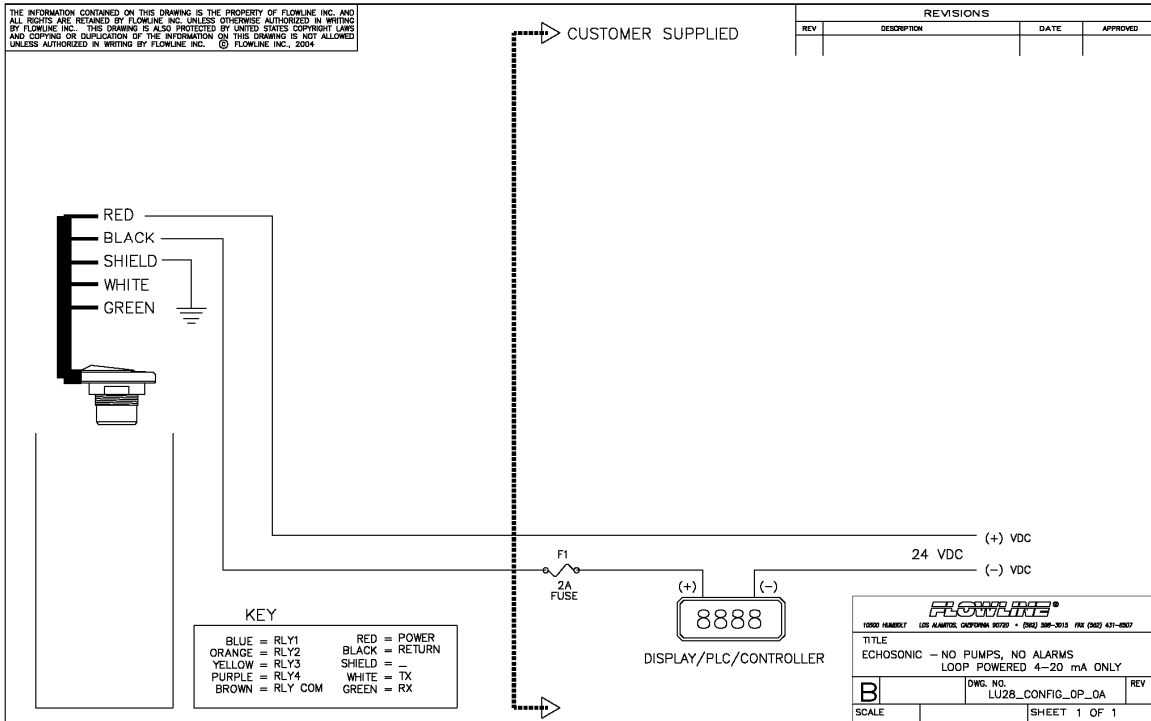 THE INFORMATION CONTAINED ON THIS DRAWING IS THE PROPERTY OF FLOWLINE INC. AND
ALL RIGHTS ARE RETAINED BY FLOWLINE INC. UNLESS OTHERWISE AUTHORIZED IN WRITING
BY FLOWLINE INC.. THIS DRAWING IS ALSO PROTECTED BY UNITED STATES COPYRIGHT LAWS
AND COPYING OR DUPLICATION OF THE INFORMATION ON THIS DRAWING IS NOT ALLOWED
UNLESS AUTHORIZED IN WRITING BY FLOWLINE INC. © FLOWLINE INC., 2004
CUSTOMER SUPPLIED
REVISIONS
REV DESCRIPTION DATE APPROVED
RED
BLACK
SHIELD
WHITE
GREEN
(+) VDC
24 VDC
(-) VDC
F1
2A
FUSE
(+) (-)
8888
DISPLAY/PLC/CONTROLLER
KEY
BLUE = RLY1 RED = POWER
ORANGE = RLY2 BLACK = RETURN
YELLOW = RLY3 SHIELD = _
PURPLE = RLY4 WHITE = TX
BROWN = RLY COM GREEN = RX
FLOWLINE®
10500 HUMBOLT LOS ALAMITOS, CALIFORNIA 90720 • (562) 598-3015 FAX (562) 431-8507
TITLE
ECHOSONIC - NO PUMPS, NO ALARMS
LOOP POWERED 4-20 mA ONLY
B DWG. NO. REV
LU28_CONFIG_0P_0A
SCALE SHEET 1 OF 1